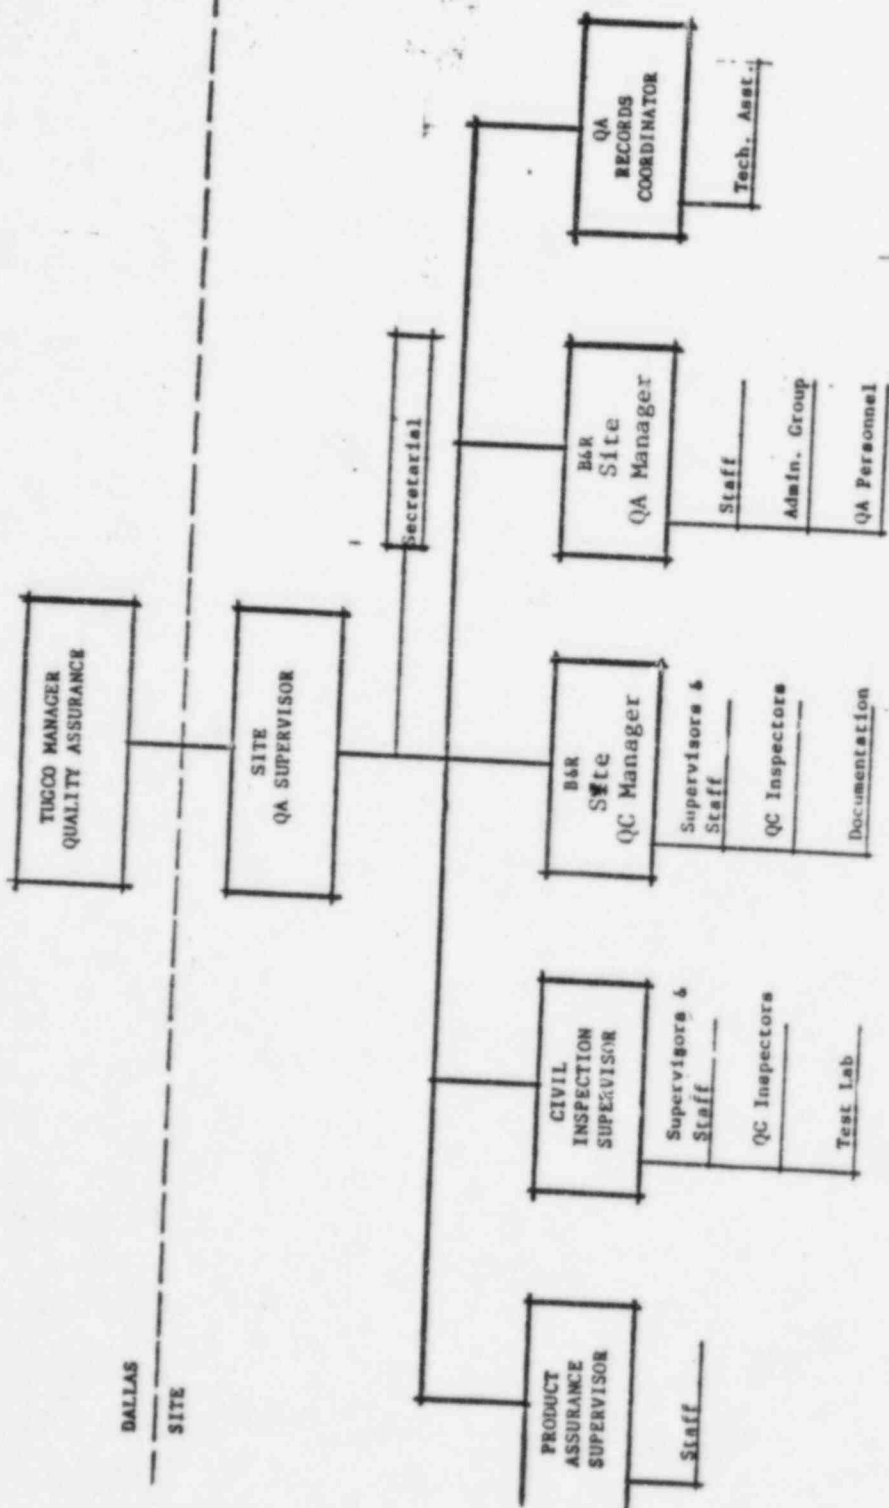 TUGCO MANAGER
QUALITY ASSURANCE
DALLAS
SITE
SITE
QA SUPERVISOR
Secretarial
PRODUCT
ASSURANCE
SUPERVISOR
Staff
CIVIL
INSPECTION
SUPERVISOR
Supervisors &
Staff
QC Inspectors
Test Lab
B&R
Site
QC Manager
Supervisors &
Staff
QC Inspectors
Documentation
B&R
Site
QA Manager
Staff
Admin. Group
QA Personnel
QA
RECORDS
COORDINATOR
Tech. Asst.